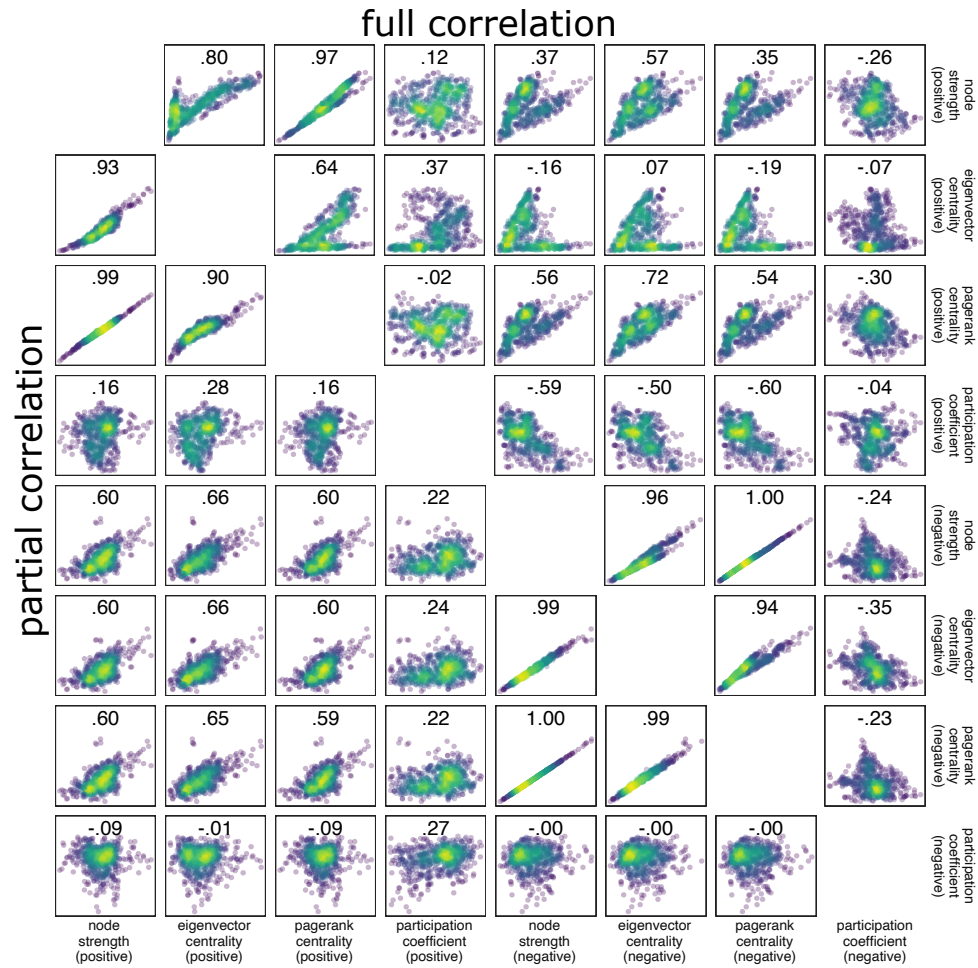 full correlation
partial correlation
.80 .97 .12 .37 .57 .35 -.26
node
strength
(positive)
.93 .64 .37 -.16 .07 -.19 -.07
eigenvector
centrality
(positive)
.99 .90 -.02 .56 .72 .54 -.30
pagerank
centrality
(positive)
.16 .28 .16 -.59 -.50 -.60 -.04
participation
coefficient
(positive)
.60 .66 .60 .22 .96 1.00 -.24
node
strength
(negative)
.60 .66 .60 .24 .99 .94 -.35
eigenvector
centrality
(negative)
.60 .65 .59 .22 1.00 .99 -.23
pagerank
centrality
(negative)
-.09 -.01 -.09 .27 -.00 -.00 -.00
participation
coefficient
(negative)
node eigenvector pagerank participation node eigenvector pagerank participation
strength centrality centrality coefficient strength centrality centrality coefficient
(positive) (positive) (positive) (positive) (negative) (negative) (negative) (negative)